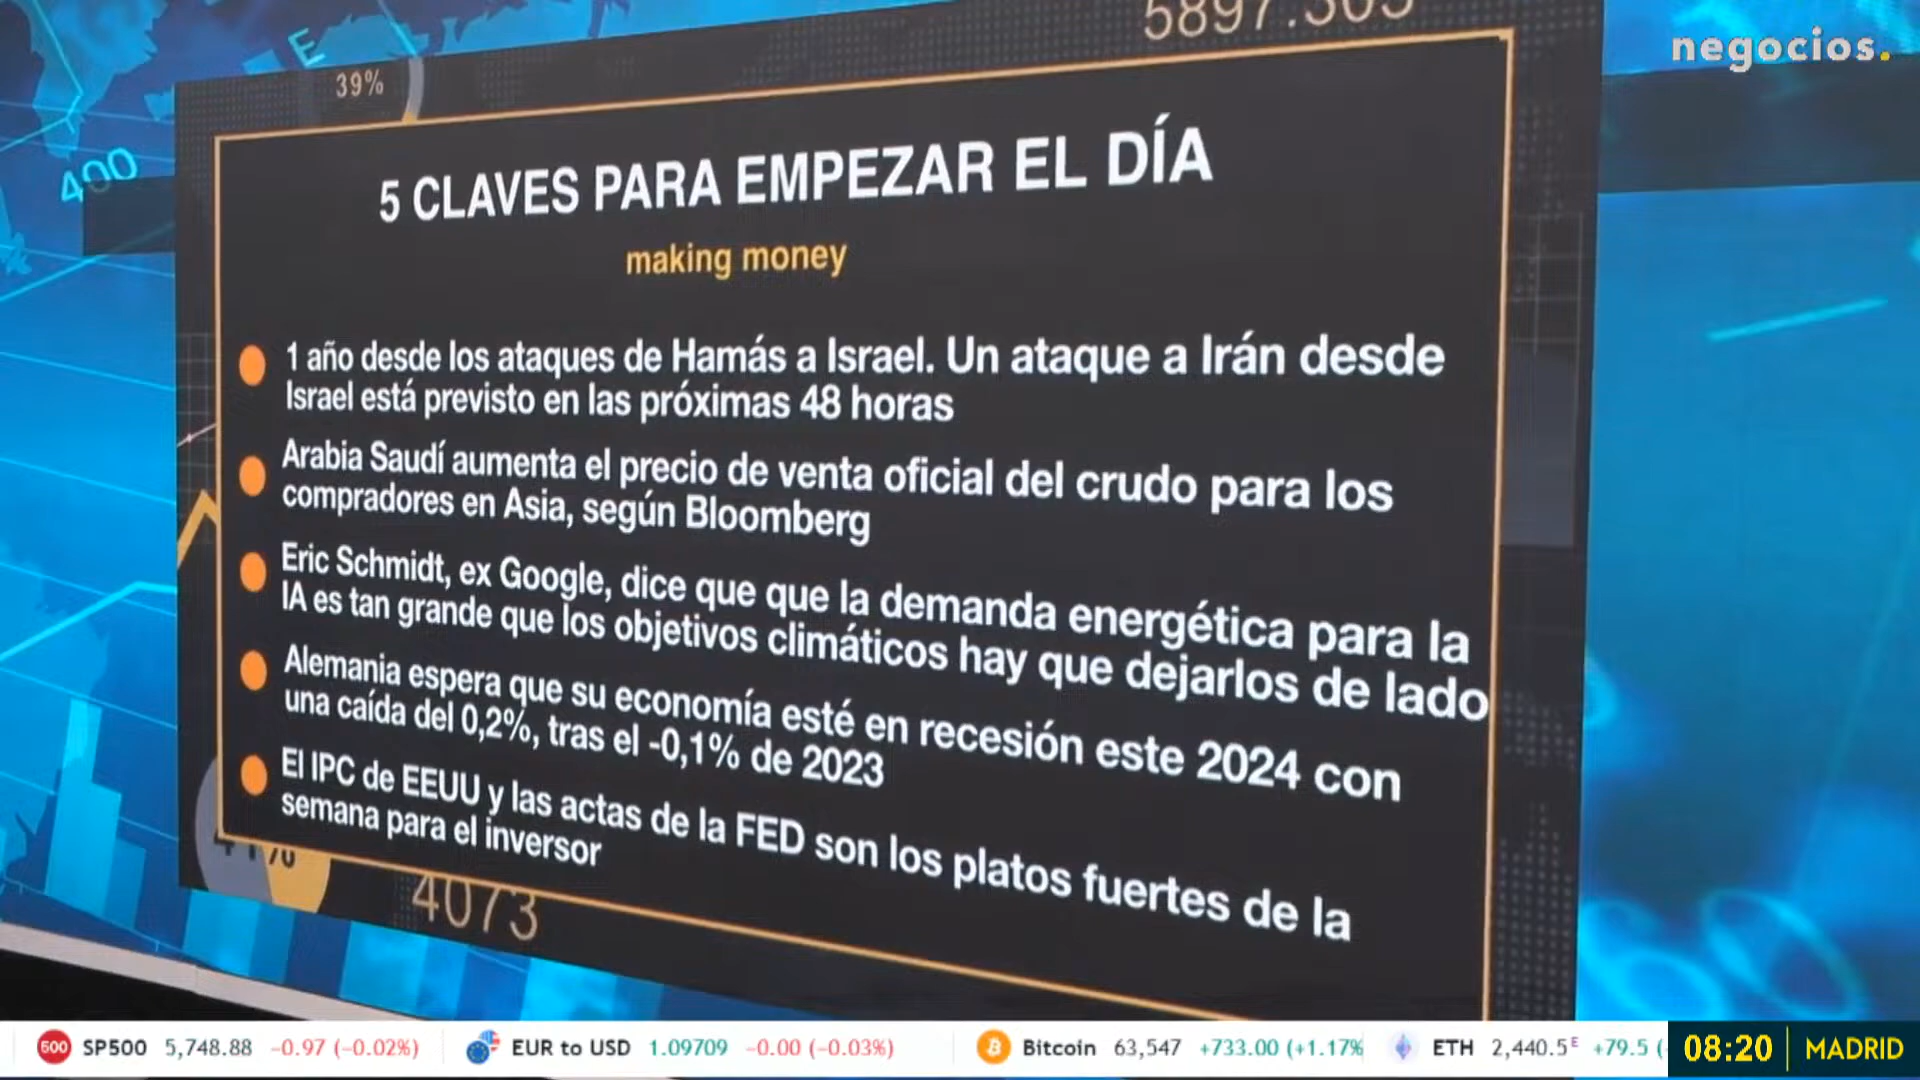 5897.305
negocios.
E
39%
400
5 CLAVES PARA EMPEZAR EL DÍA
making money
1 año desde los ataques de Hamás a Israel. Un ataque a Irán desde
Israel está previsto en las próximas 48 horas
Arabia Saudí aumenta el precio de venta oficial del crudo para los
compradores en Asia, según Bloomberg
Eric Schmidt, ex Google, dice que que la demanda energética para la
IA es tan grande que los objetivos climáticos hay que dejarlos de lado
Alemania espera que su economía esté en recesión este 2024 con
una caída del 0,2%, tras el -0,1% de 2023
El IPC de EEUU y las actas de la FED son los platos fuertes de la
semana para el inversor
4073
500 SP500 5,748.88 -0.97 (-0.02%) EUR to USD 1.09709 -0.00 (-0.03%) Bitcoin 63,547 +733.00 (+1.17% ETH 2,440.5 E +79.5 (- 08:20 MADRID